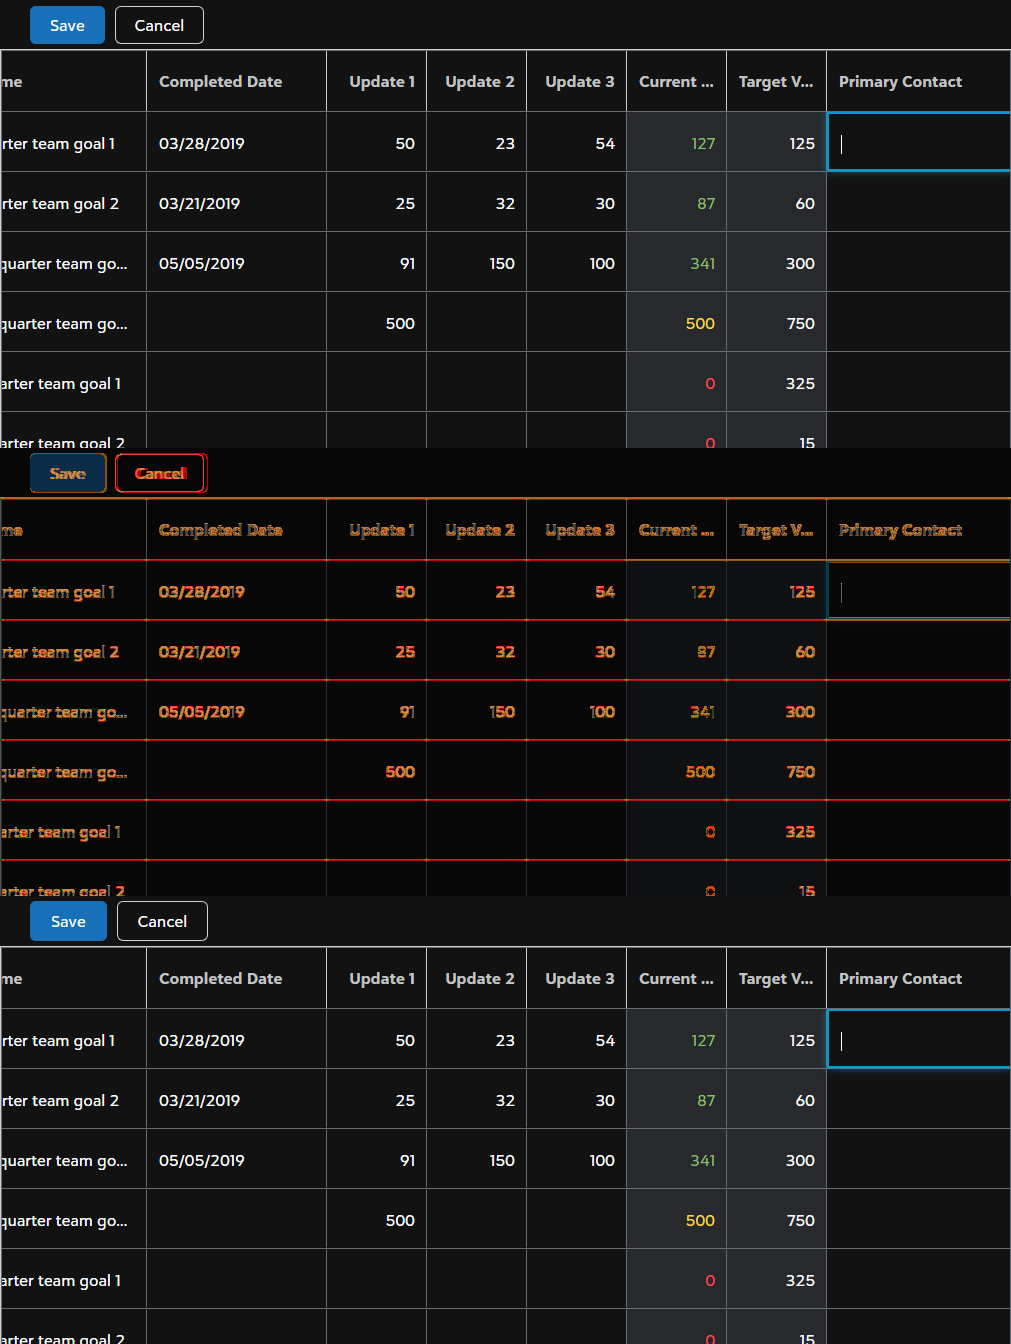 Save Cancel
me Completed Date Update 1 Update 2 Update 3 Current ... Target V... Primary Contact
rter team goal 1 03/28/2019 50 23 54 127 125
rter team goal 2 03/21/2019 25 32 30 87 60
quarter team go... 05/05/2019 91 150 100 341 300
quarter team go... 500 500 750
arter team goal 1 0 325
arter team goal 2 0 15
Save Cancel
me Completed Date Update 1 Update 2 Update 3 Current ... Target V... Primary Contact
rter team goal 1 03/28/2019 50 23 54 127 125
rter team goal 2 03/21/2019 25 32 30 87 60
quarter team go... 05/05/2019 91 150 100 341 300
quarter team go... 500 500 750
arter team goal 1 0 325
arter team goal 2 0 15
Save Cancel
me Completed Date Update 1 Update 2 Update 3 Current ... Target V... Primary Contact
rter team goal 1 03/28/2019 50 23 54 127 125
rter team goal 2 03/21/2019 25 32 30 87 60
quarter team go... 05/05/2019 91 150 100 341 300
quarter team go... 500 500 750
arter team goal 1 0 325
arter team goal 2 0 15